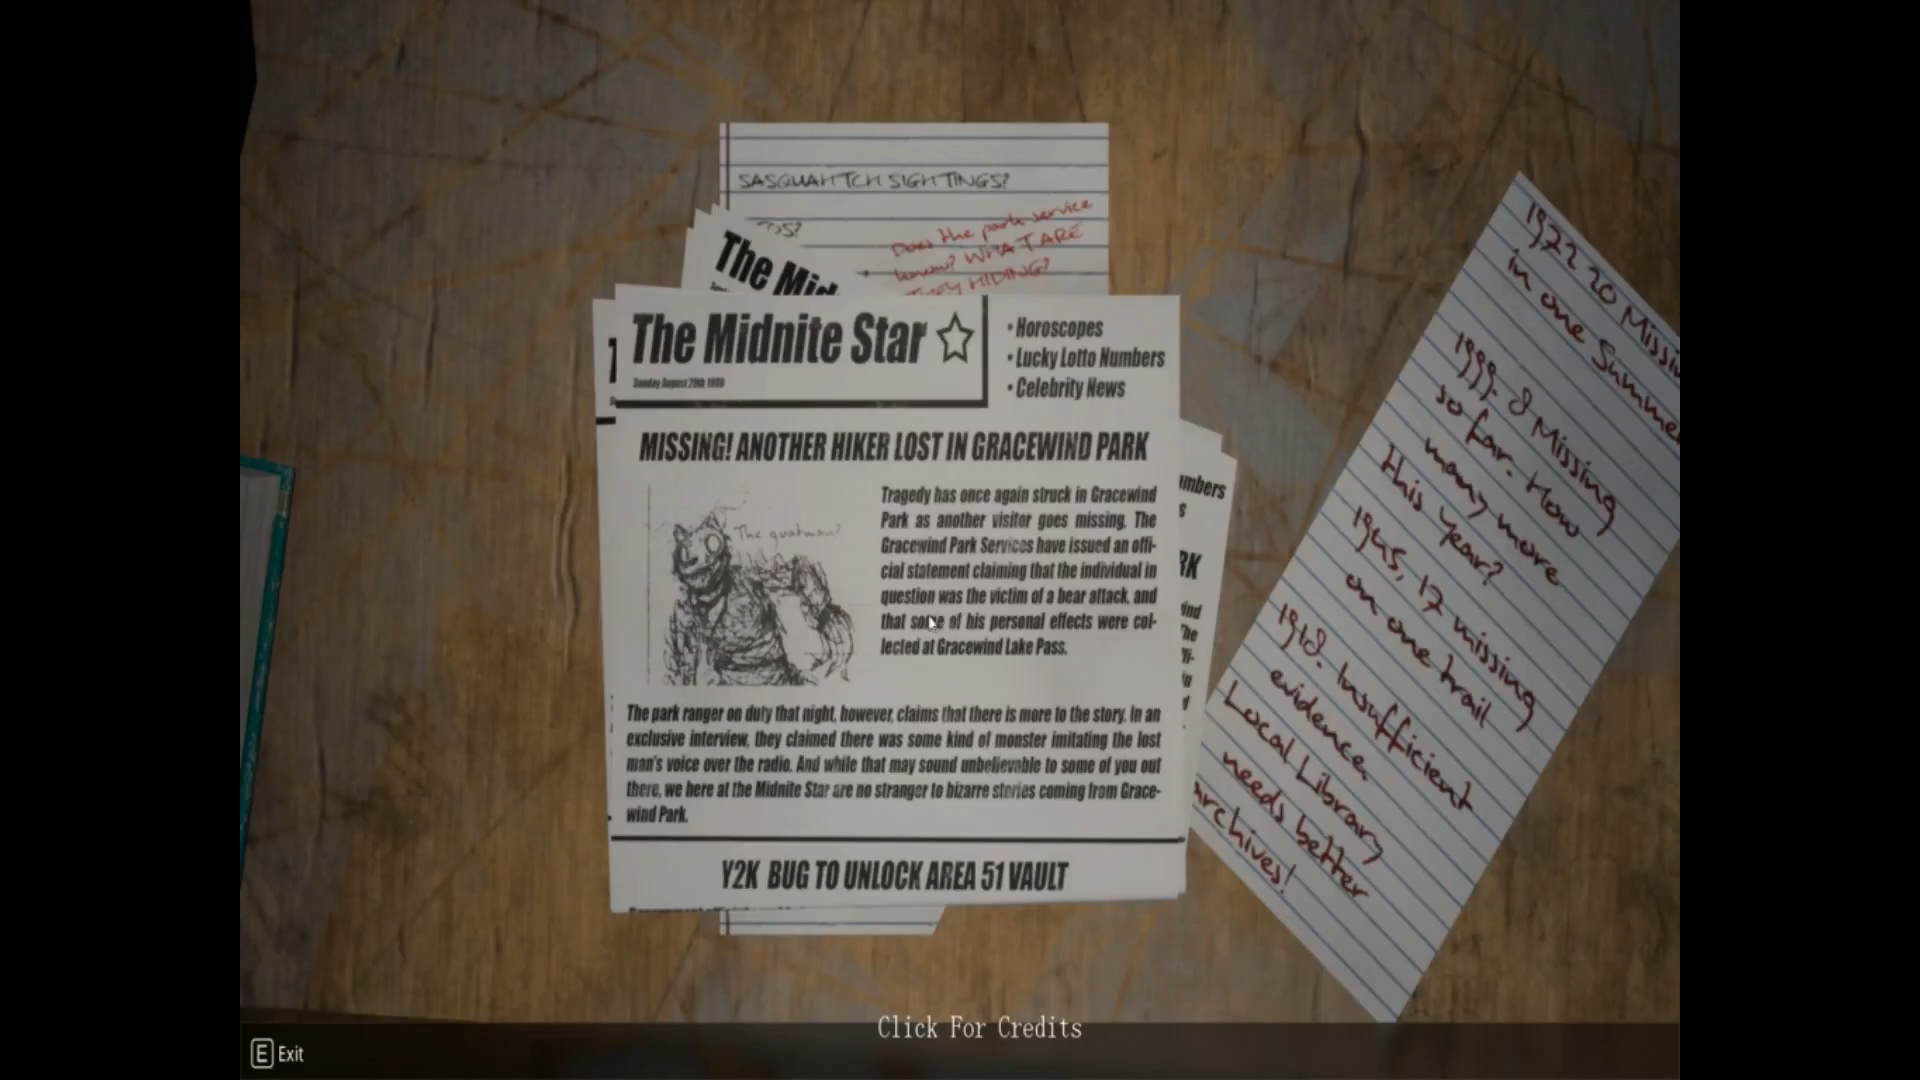 SASQUAHTCH SIGHTINGS?
Does the park service
know? WHAT ARE
THEY HIDING?
The Mid
The Midnite Star
Sunday August 29th 1999
• Horoscopes
• Lucky Lotto Numbers
• Celebrity News
MISSING! ANOTHER HIKER LOST IN GRACEWIND PARK
Tragedy has once again struck in Gracewind
Park as another visitor goes missing. The
Gracewind Park Services have issued an offi-
cial statement claiming that the individual in
question was the victim of a bear attack, and
that some of his personal effects were col-
lected at Gracewind Lake Pass.
The
The park ranger on duty that night, however, claims that there is more to the story. In an
exclusive interview, they claimed there was some kind of monster imitating the lost
man's voice over the radio. And while that may sound unbelievable to some of you out
there, we here at the Midnite Star are no stranger to bizarre stories coming from Grace-
wind Park.
Y2K BUG TO UNLOCK AREA 51 VAULT
umbers
s
RK
ind
The
ffi-
in
d
1922 20 Missin
in one Summer
1999. 8 Missing
so far. How
many more
this year?
1945, 17 missing
on one trail
1918. Insufficient
evidence.
Local Library
needs better
archives!
Click For Credits
E Exit